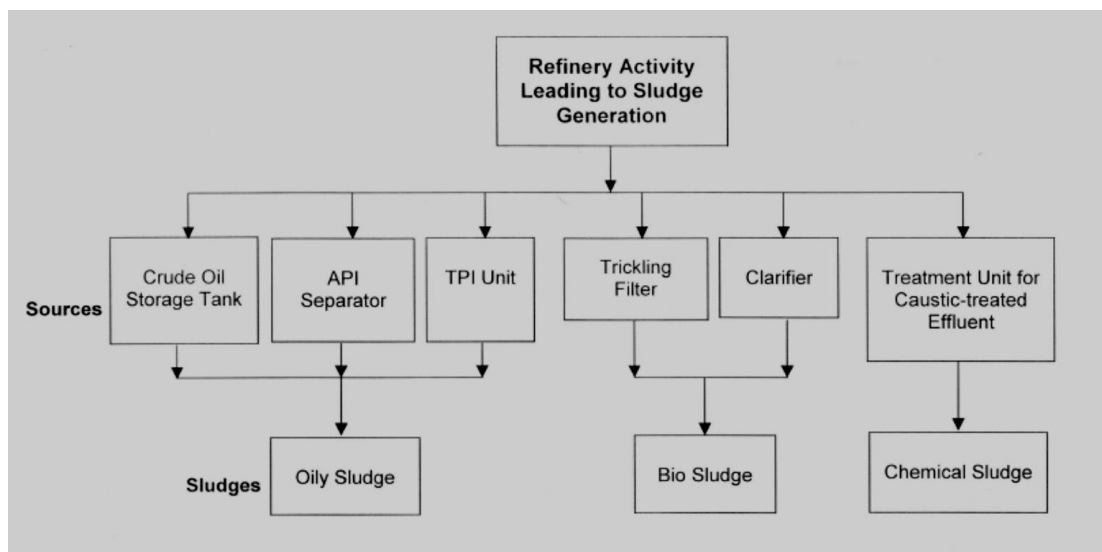 Refinery Activity
Leading to Sludge
Generation
Sources
Crude Oil
Storage Tank
API
Separator
TPI Unit
Trickling
Filter
Clarifier
Treatment Unit for
Caustic-treated
Effluent
Sludges
Oily Sludge
Bio Sludge
Chemical Sludge